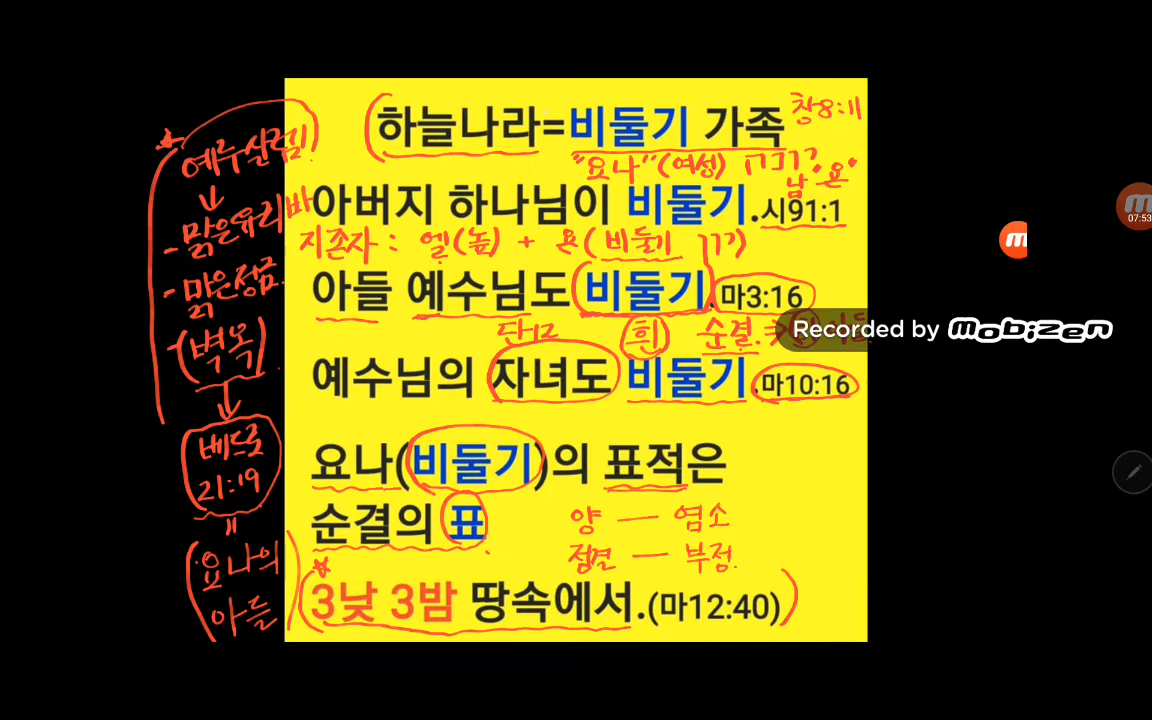 하늘나라=비둘기 가족 창8:11
"요나"(여성)
남 "욘"
아버지 하나님이 비둘기.시91:1
지존자 : 엘(높) + 욘(비둘기
아들 예수님도 비둘기.마3:16
흰 순결.
예수님의 자녀도 비둘기.마10:16
요나(비둘기)의 표적은
순결의 표
양 — 염소
정결 — 부정.
3낮 3밤 땅속에서.(마12:40)
예루살렘!
↓
- 맑은유리바
- 맑은정금
- (벽옥)
↓
베드로
21:19
=
(요나의
아들
Recorded by mobizen
07:53